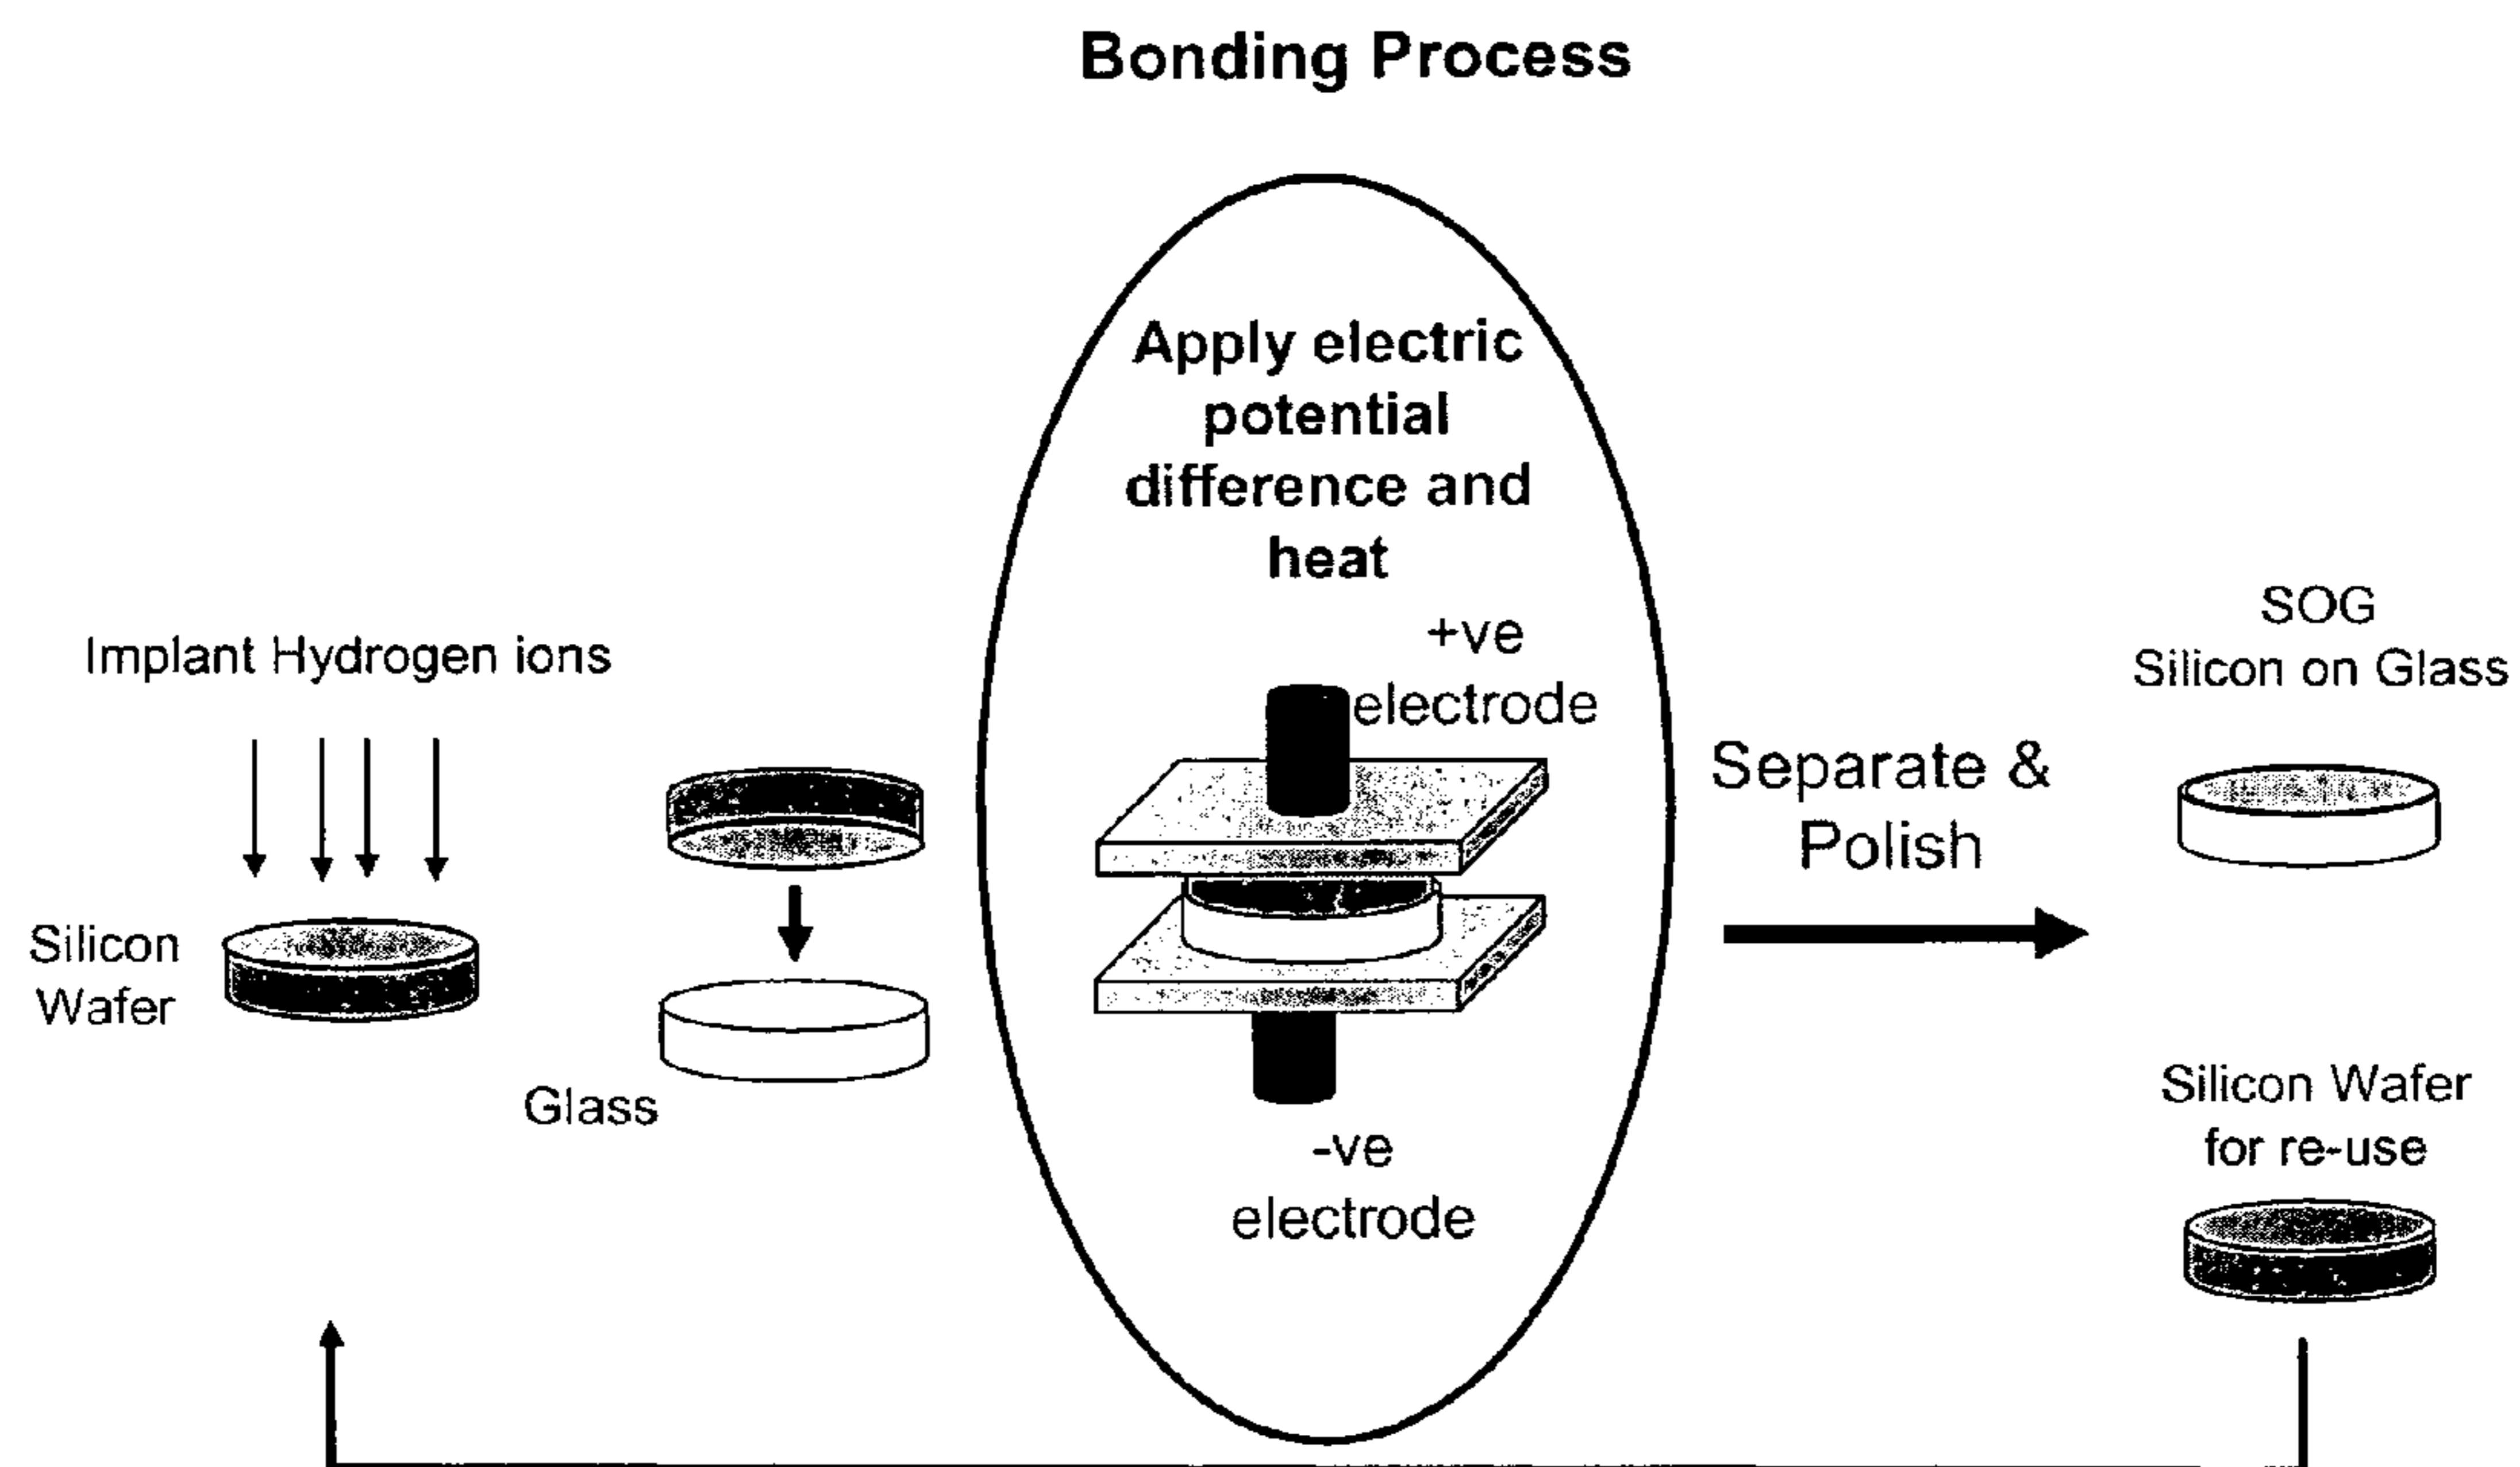 Bonding Process
Apply electric
potential
difference and
heat
+ve
electrode
-ve
electrode
Implant Hydrogen ions
Silicon
Wafer
Glass
Separate &
Polish
SOG
Silicon on Glass
Silicon Wafer
for re-use